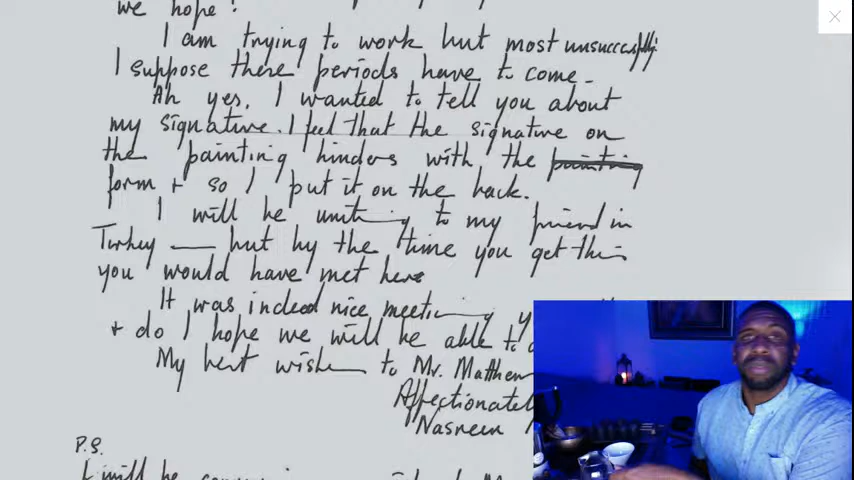 we hope!
I am trying to work but most unsuccessfully.
I suppose these periods have to come –
Ah yes, I wanted to tell you about
my signature. I feel that the signature on
the painting hinders with the painting
form + so I put it on the back.
I will be writing to my friend in
Turkey — but by the time you get this
you would have met her
It was indeed nice meeting
+ do I hope we will be able to
My best wishes to Mr. Matthew
Affectionately
Nasreen
P.S.
I will be